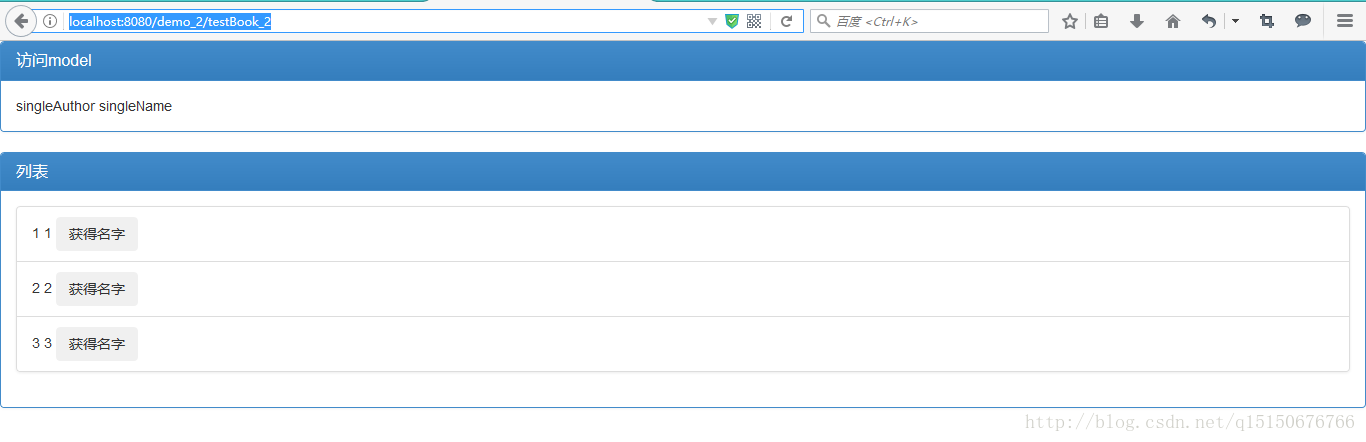 localhost:8080/demo_2/testBook_2
百度 <Ctrl+K>
访问model
singleAuthor singleName
列表
1 1 获得名字
2 2 获得名字
3 3 获得名字
http://blog.csdn.net/q15150676766